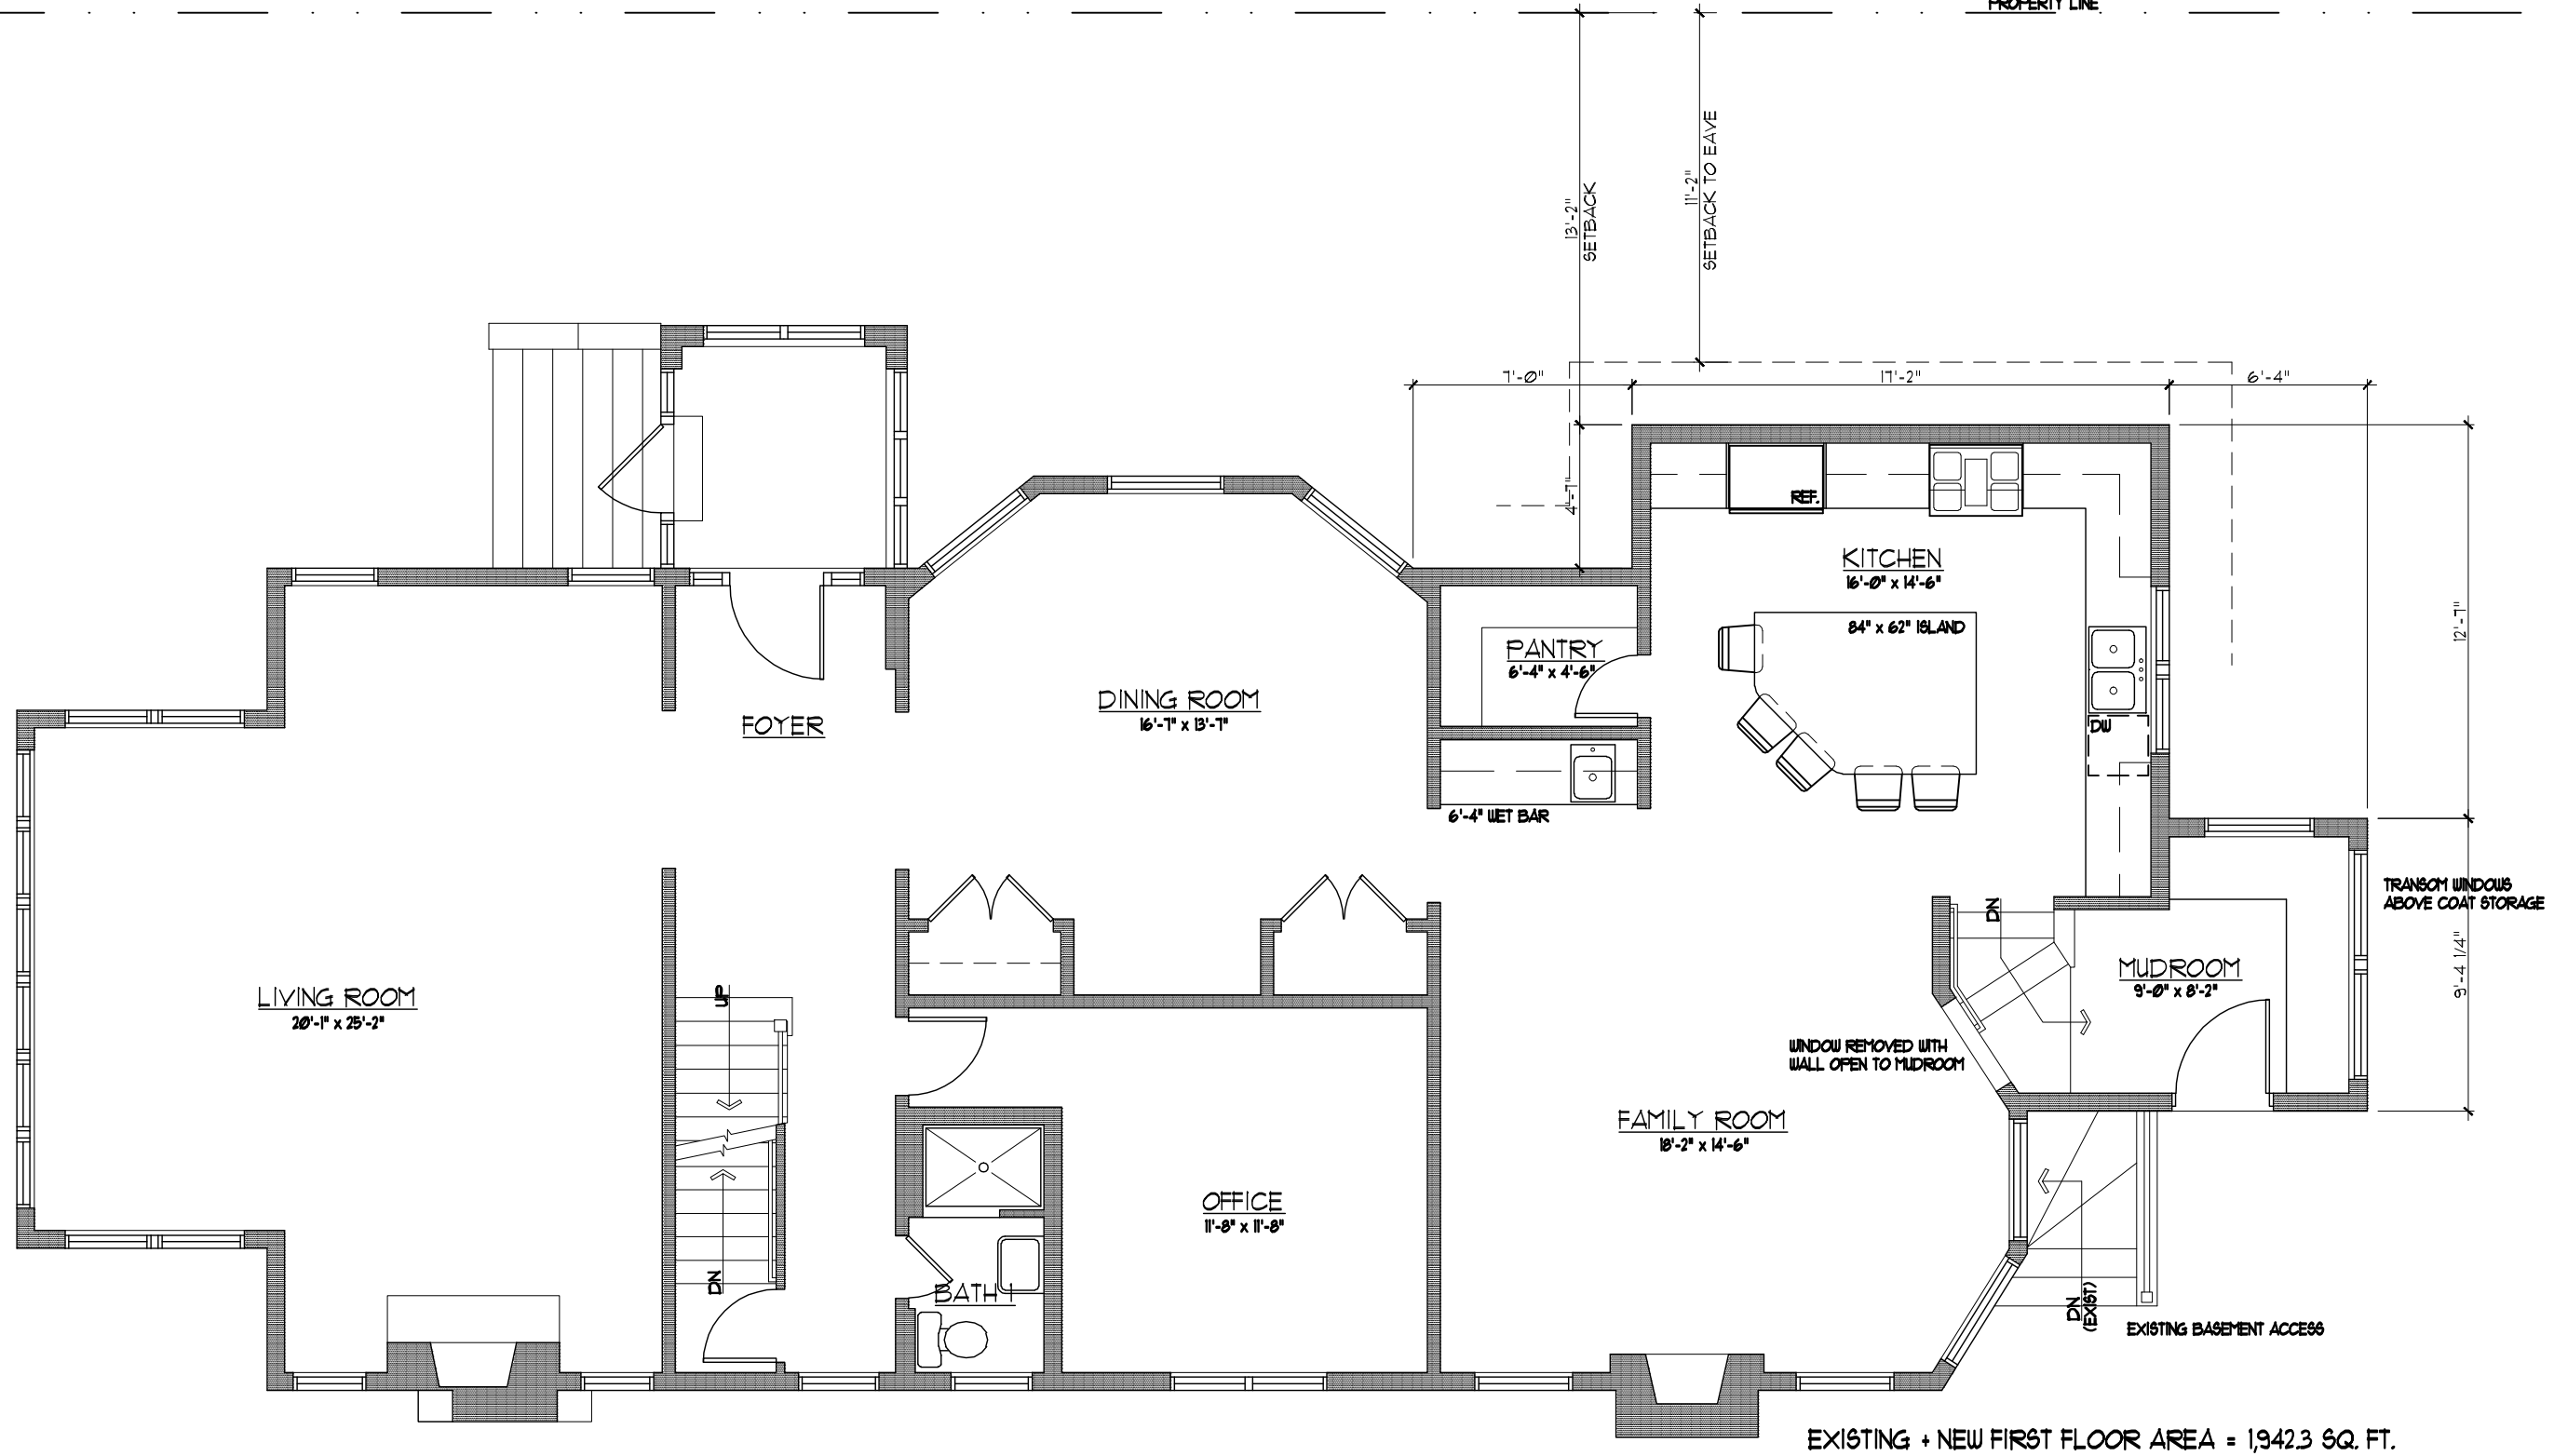 PROPERTY LINE
13'-2"
SETBACK
11'-2"
SETBACK TO EAVE
7'-0"
17'-2"
6'-4"
4'-7"
REF.
KITCHEN
16'-0" x 14'-6"
84" x 62" ISLAND
12'-7"
PANTRY
6'-4" x 4'-6"
DINING ROOM
16'-7" x 13'-7"
FOYER
DW
6'-4" WET BAR
TRANSOM WINDOWS
ABOVE COAT STORAGE
DN
9'-4 1/4"
MUDROOM
9'-0" x 8'-2"
LIVING ROOM
20'-1" x 25'-2"
UP
WINDOW REMOVED WITH
WALL OPEN TO MUDROOM
FAMILY ROOM
18'-2" x 14'-6"
OFFICE
11'-8" x 11'-8"
DN
BATH 1
DN
(EXIST)
EXISTING BASEMENT ACCESS
EXISTING + NEW FIRST FLOOR AREA = 1,942.3 SQ. FT.